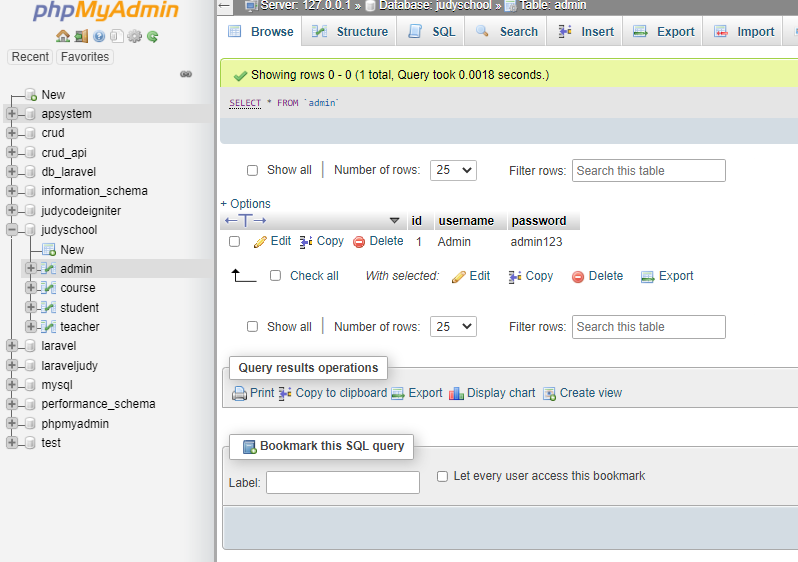 phpMyAdmin
Recent Favorites
New
apsystem
crud
crud_api
db_laravel
information_schema
judycodeigniter
judyschool
New
admin
course
student
teacher
laravel
laraveljudy
mysql
performance_schema
phpmyadmin
test
Server: 127.0.0.1 » Database: judyschool » Table: admin
Browse Structure SQL Search Insert Export Import
Showing rows 0 - 0 (1 total, Query took 0.0018 seconds.)
SELECT * FROM `admin`
Show all Number of rows: 25 Filter rows: Search this table
+ Options
←T→ id username password
Edit Copy Delete 1 Admin admin123
Check all With selected: Edit Copy Delete Export
Show all Number of rows: 25 Filter rows: Search this table
Query results operations
Print Copy to clipboard Export Display chart Create view
Bookmark this SQL query
Label: Let every user access this bookmark